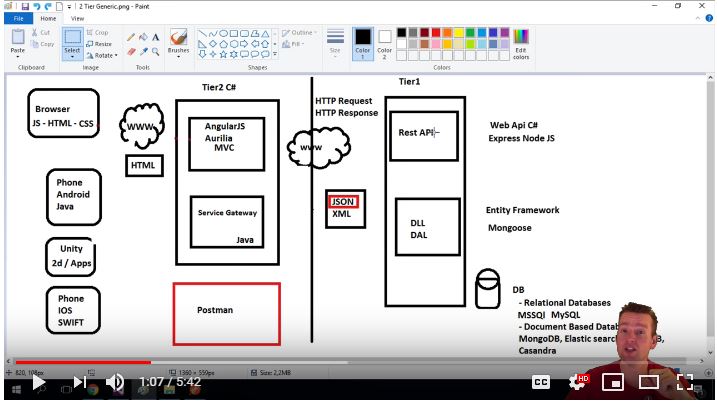 2 Tier Generic.png - Paint
File
Home
View
Paste
Cut
Copy
Clipboard
Select
Crop
Resize
Rotate
Image
Tools
Brushes
Shapes
Outline
Fill
Size
Color 1
Color 2
Edit colors
Colors
Browser
JS - HTML - CSS
Phone
Android
Java
Unity
2d / Apps
Phone
IOS
SWIFT
WWW
HTML
Tier2 C#
AngularJS
Aurilia
MVC
Service Gateway
Java
Postman
HTTP Request
HTTP Response
www
JSON
XML
Tier1
Rest API
DLL
DAL
Web Api C#
Express Node JS
Entity Framework
Mongoose
DB
- Relational Databases
MSSQl MySQL
- Document Based
MongoDB, Elastic
Casandra
820, 108px
1360 × 559px
Size: 2,2MB
1:07 / 5:42
CC
HD